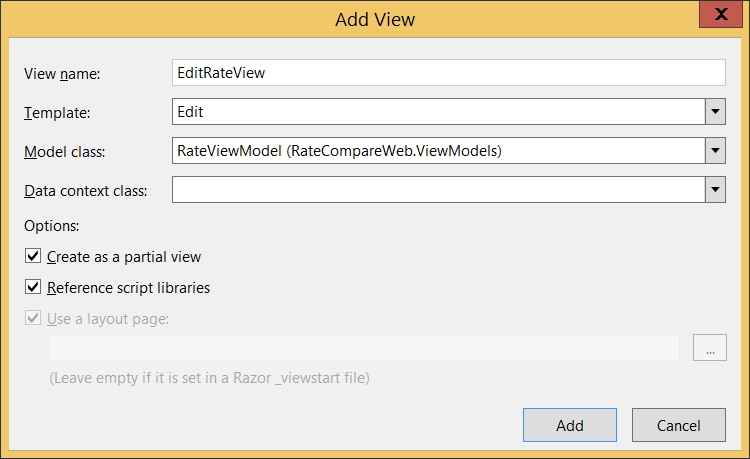 Add View
X
View name: EditRateView
Template: Edit
Model class: RateViewModel (RateCompareWeb.ViewModels)
Data context class:
Options:
Create as a partial view
Reference script libraries
Use a layout page:
...
(Leave empty if it is set in a Razor _viewstart file)
Add Cancel